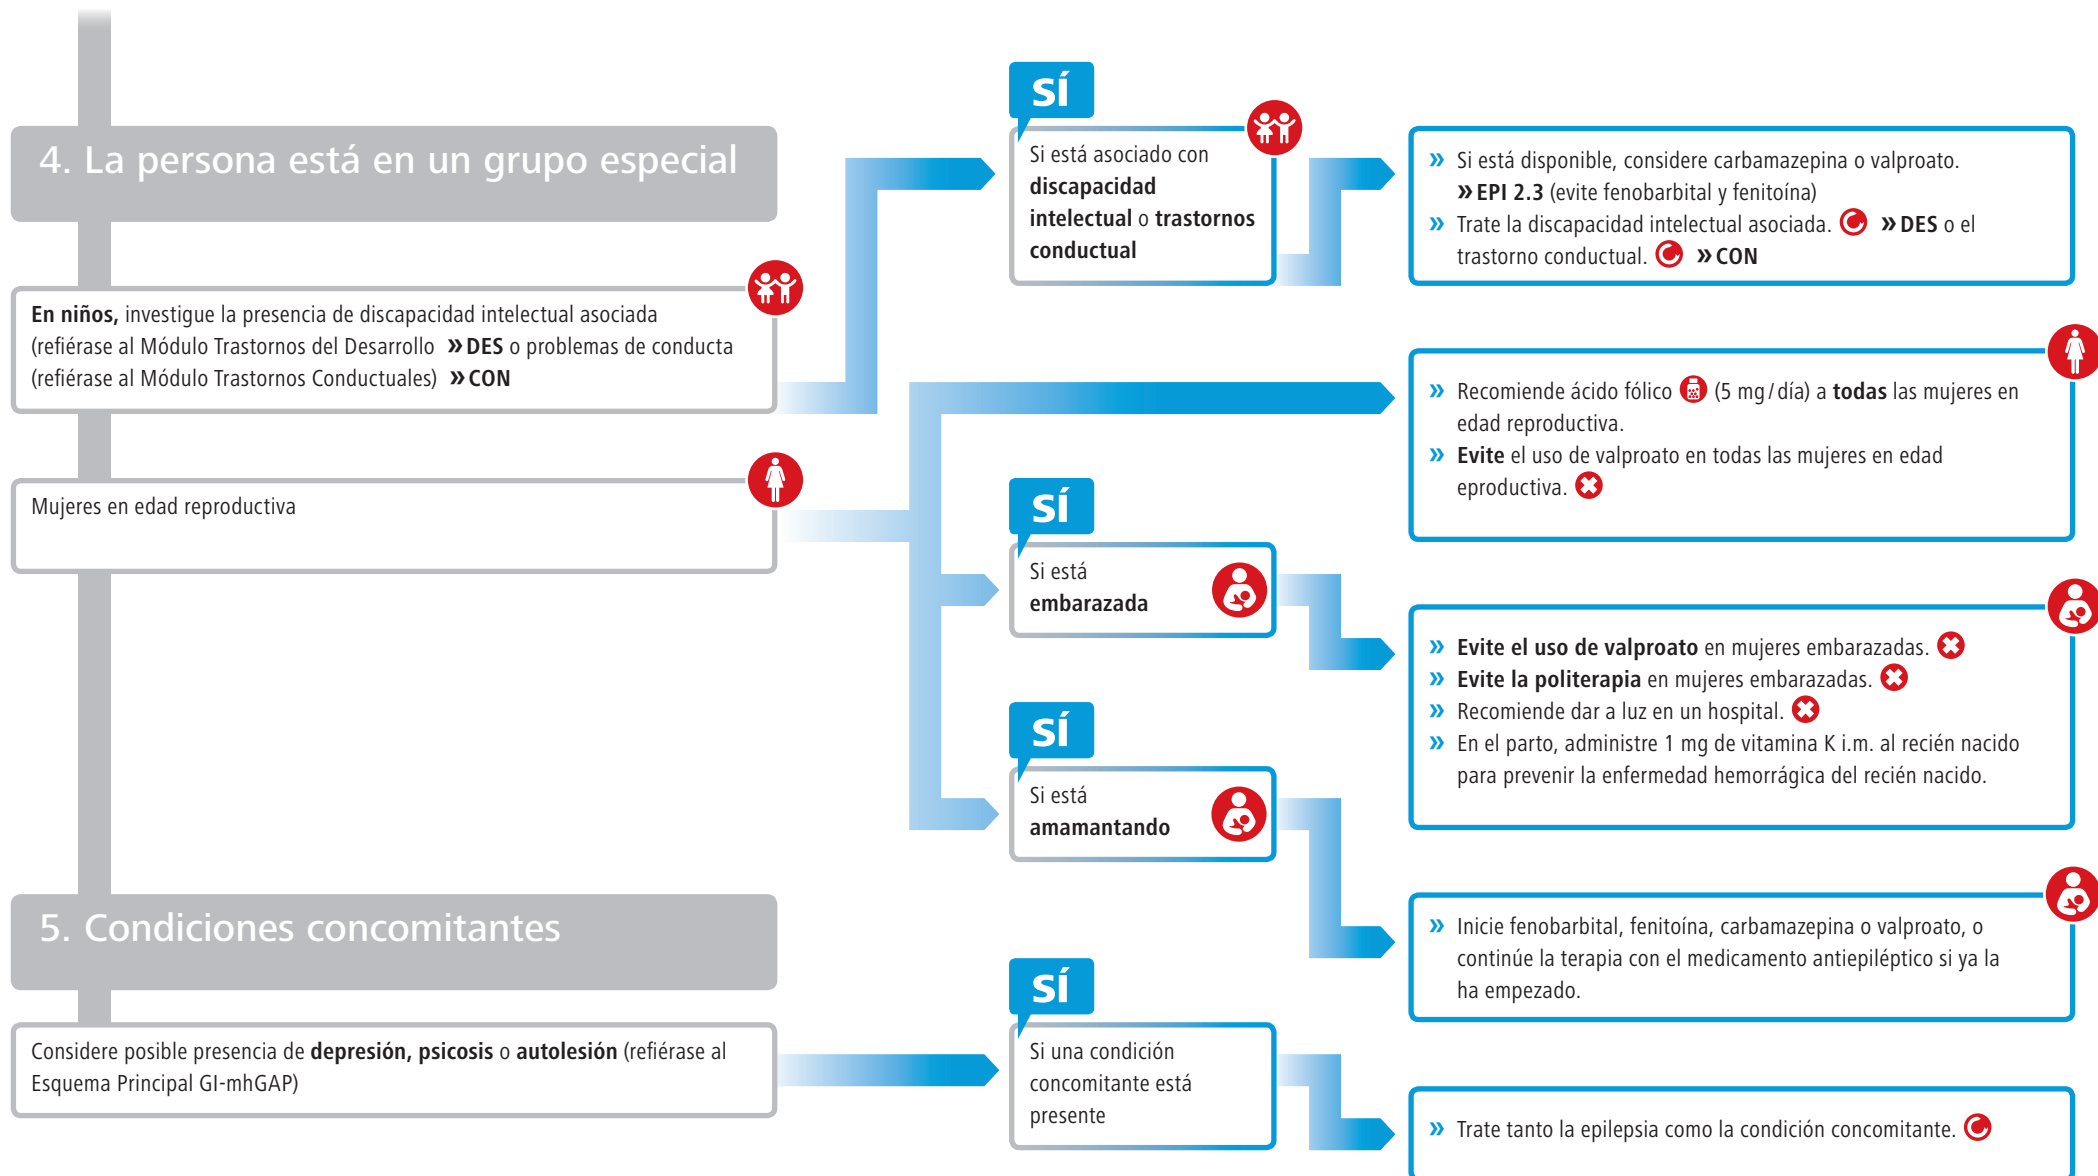 4. La persona está en un grupo especial
En niños, investigue la presencia de discapacidad intelectual asociada
(refiérase al Módulo Trastornos del Desarrollo » DES o problemas de conducta
(refiérase al Módulo Trastornos Conductuales) » CON
SÍ
Si está asociado con
discapacidad
intelectual o trastornos
conductual
» Si está disponible, considere carbamazepina o valproato.
» EPI 2.3 (evite fenobarbital y fenitoína)
» Trate la discapacidad intelectual asociada. » DES o el
trastorno conductual. » CON
Mujeres en edad reproductiva
» Recomiende ácido fólico (5 mg/día) a todas las mujeres en
edad reproductiva.
» Evite el uso de valproato en todas las mujeres en edad
eproductiva.
SÍ
Si está
embarazada
» Evite el uso de valproato en mujeres embarazadas.
» Evite la politerapia en mujeres embarazadas.
» Recomiende dar a luz en un hospital.
» En el parto, administre 1 mg de vitamina K i.m. al recién nacido
para prevenir la enfermedad hemorrágica del recién nacido.
SÍ
Si está
amamantando
» Inicie fenobarbital, fenitoína, carbamazepina o valproato, o
continúe la terapia con el medicamento antiepiléptico si ya la
ha empezado.
5. Condiciones concomitantes
Considere posible presencia de depresión, psicosis o autolesión (refiérase al
Esquema Principal GI-mhGAP)
SÍ
Si una condición
concomitante está
presente
» Trate tanto la epilepsia como la condición concomitante.